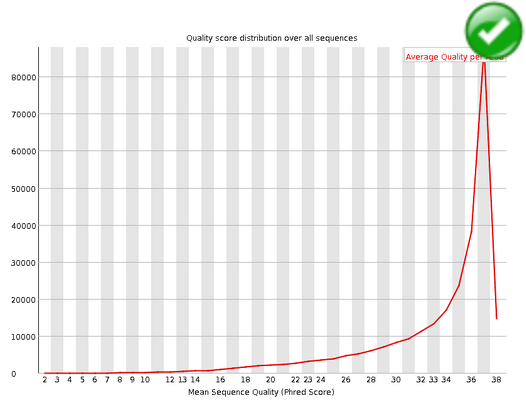 Quality score distribution over all sequences
Average Quality per read
80000
70000
60000
50000
40000
30000
20000
10000
0
2 3 4 5 6 7 8 9 10 12 13 14 16 18 20 22 23 24 26 28 30 32 33 34 36 38
Mean Sequence Quality (Phred Score)